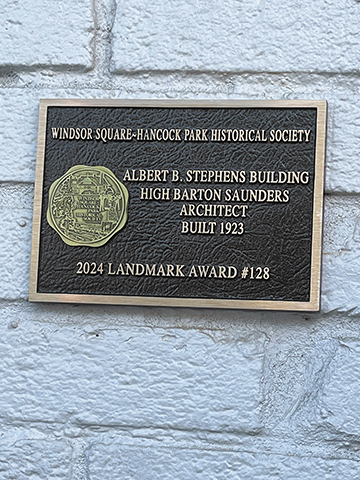 WINDSOR SQUARE~HANCOCK PARK HISTORICAL SOCIETY
ALBERT B. STEPHENS BUILDING
HIGH BARTON SAUNDERS
ARCHITECT
BUILT 1923
2024 LANDMARK AWARD #128